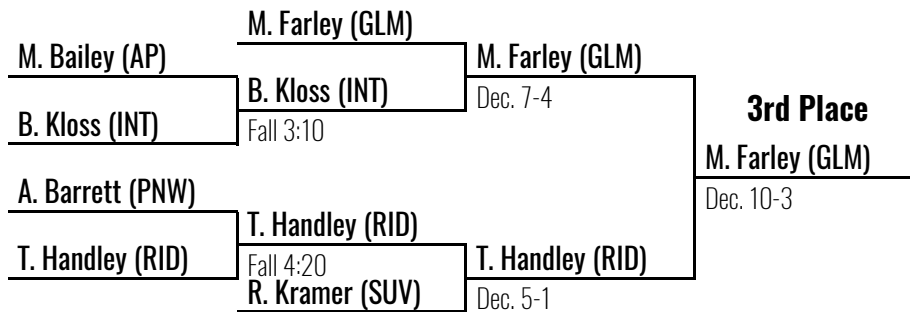 M. Farley (GLM)
M. Bailey (AP)
M. Farley (GLM)
B. Kloss (INT)
Dec. 7-4
B. Kloss (INT)
Fall 3:10
3rd Place
M. Farley (GLM)
A. Barrett (PNW)
Dec. 10-3
T. Handley (RID)
T. Handley (RID)
Fall 4:20
T. Handley (RID)
R. Kramer (SUV)
Dec. 5-1